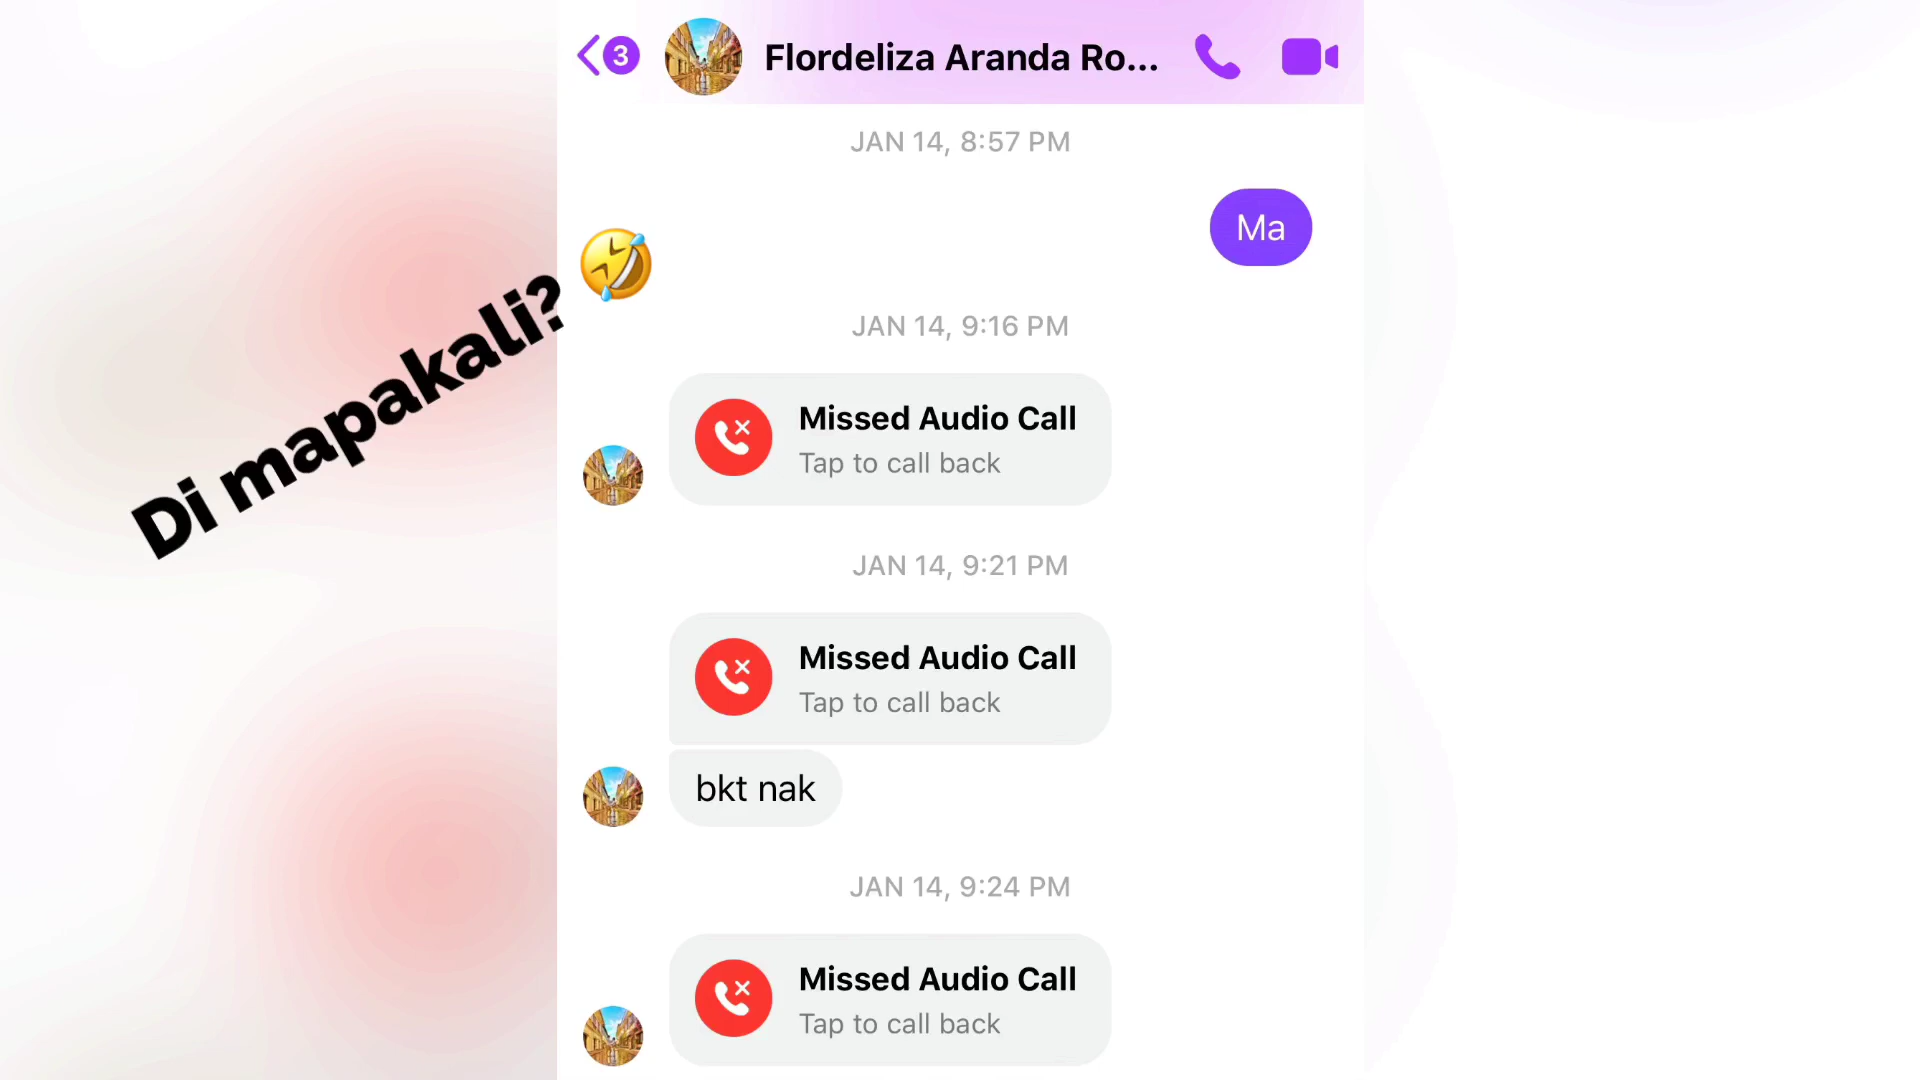 3
Flordeliza Aranda Ro...
JAN 14, 8:57 PM
Ma
🤣
Di mapakali?
JAN 14, 9:16 PM
Missed Audio Call
Tap to call back
JAN 14, 9:21 PM
Missed Audio Call
Tap to call back
bkt nak
JAN 14, 9:24 PM
Missed Audio Call
Tap to call back